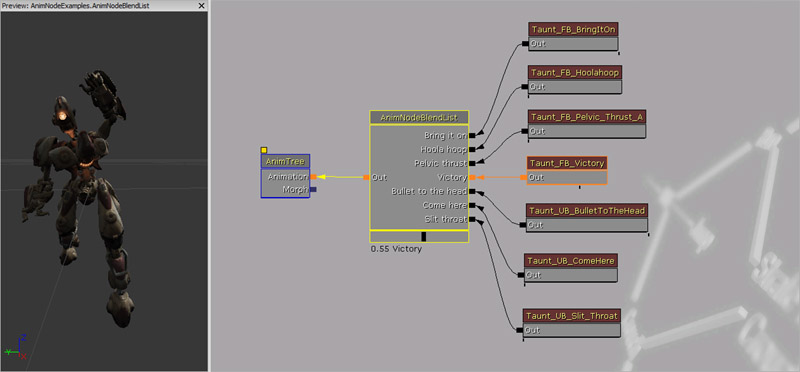 Preview: AnimNodeExamples.AnimNodeBlendList
Taunt_FB_BringItOn
Out
Taunt_FB_Hoolahoop
Out
Taunt_FB_Pelvic_Thrust_A
Out
Taunt_FB_Victory
Out
Taunt_UB_BulletToTheHead
Out
Taunt_UB_ComeHere
Out
Taunt_UB_Slit_Throat
Out
AnimNodeBlendList
Bring it on
Hoola hoop
Pelvic thrust
Out
Victory
Bullet to the head
Come here
Slit throat
0.55 Victory
AnimTree
Animation
Morph
Z
Y
X